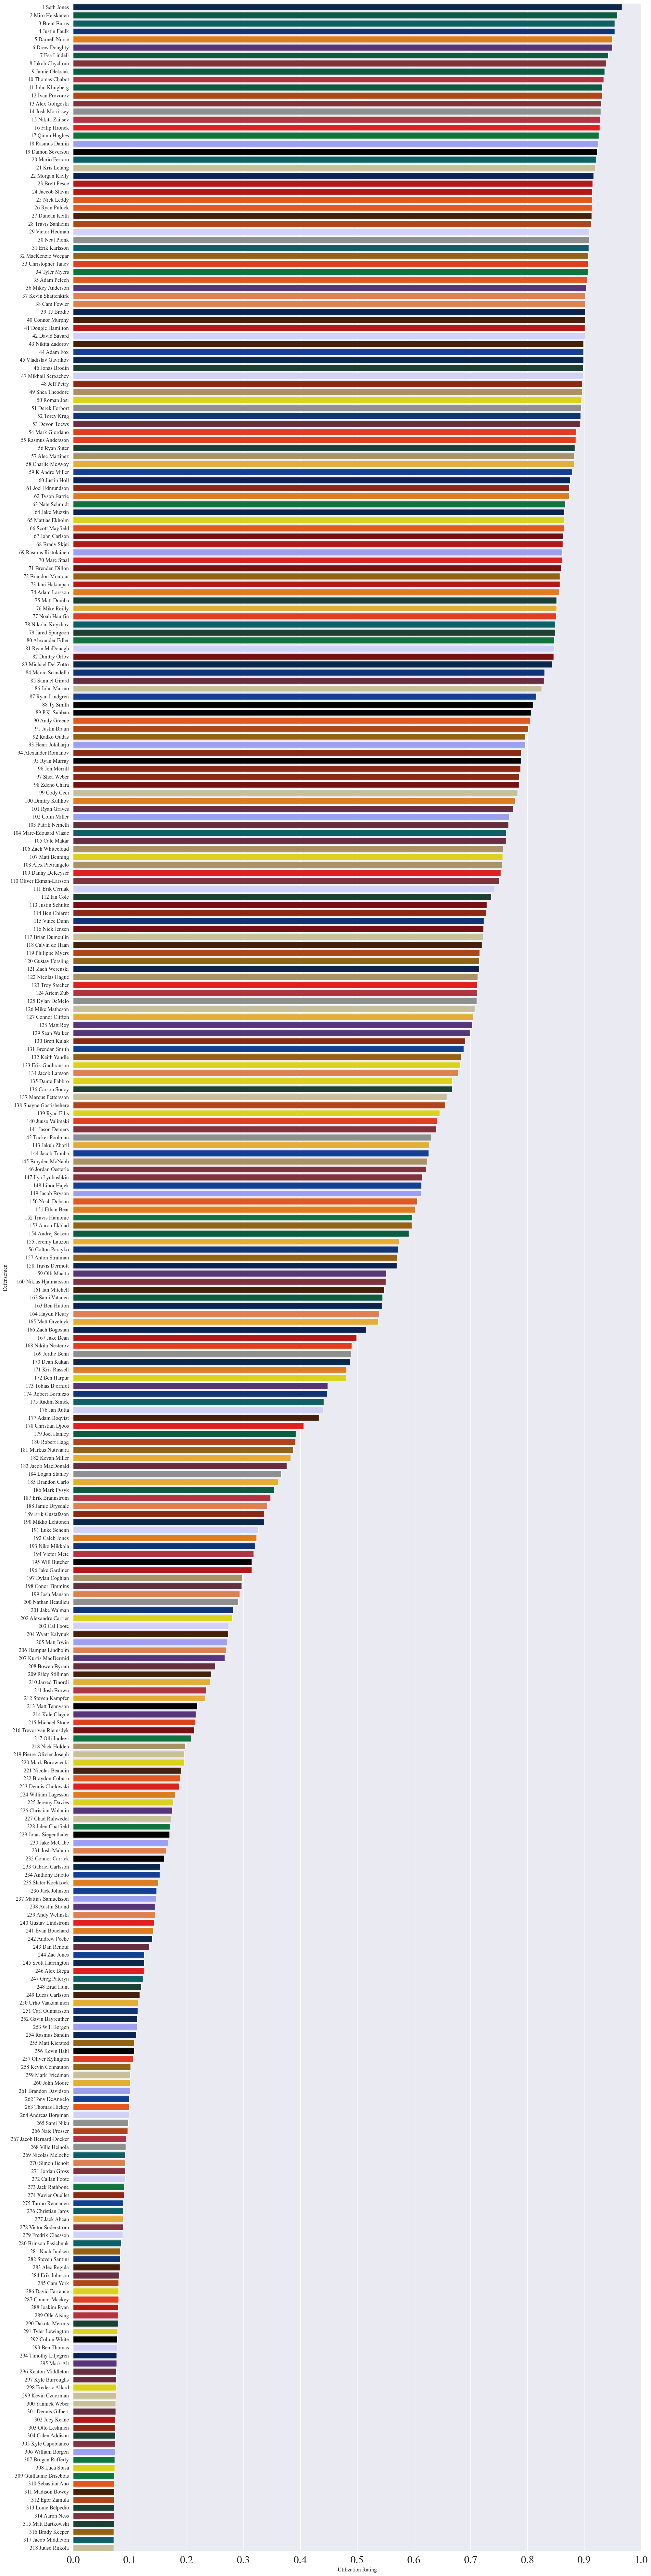 1 Seth Jones
2 Miro Heiskanen
3 Brent Burns
4 Justin Faulk
5 Darnell Nurse
6 Drew Doughty
7 Esa Lindell
8 Jakob Chychrun
9 Jamie Oleksiak
10 Thomas Chabot
11 John Klingberg
12 Ivan Provorov
13 Alex Goligoski
14 Josh Morrissey
15 Nikita Zaitsev
16 Filip Hronek
17 Quinn Hughes
18 Rasmus Dahlin
19 Damon Severson
20 Mario Ferraro
21 Kris Letang
22 Morgan Rielly
23 Brett Pesce
24 Jaccob Slavin
25 Nick Leddy
26 Ryan Pulock
27 Duncan Keith
28 Travis Sanheim
29 Victor Hedman
30 Neal Pionk
31 Erik Karlsson
32 MacKenzie Weegar
33 Christopher Tanev
34 Tyler Myers
35 Adam Pelech
36 Mikey Anderson
37 Kevin Shattenkirk
38 Cam Fowler
39 TJ Brodie
40 Connor Murphy
41 Dougie Hamilton
42 David Savard
43 Nikita Zadorov
44 Adam Fox
45 Vladislav Gavrikov
46 Jonas Brodin
47 Mikhail Sergachev
48 Jeff Petry
49 Shea Theodore
50 Roman Josi
51 Derek Forbort
52 Torey Krug
53 Devon Toews
54 Mark Giordano
55 Rasmus Andersson
56 Ryan Suter
57 Alec Martinez
58 Charlie McAvoy
59 K'Andre Miller
60 Justin Holl
61 Joel Edmundson
62 Tyson Barrie
63 Nate Schmidt
64 Jake Muzzin
65 Mattias Ekholm
66 Scott Mayfield
67 John Carlson
68 Brady Skjei
69 Rasmus Ristolainen
70 Marc Staal
71 Brenden Dillon
72 Brandon Montour
73 Jani Hakanpaa
74 Adam Larsson
75 Matt Dumba
76 Mike Reilly
77 Noah Hanifin
78 Nikolai Knyzhov
79 Jared Spurgeon
80 Alexander Edler
81 Ryan McDonagh
82 Dmitry Orlov
83 Michael Del Zotto
84 Marco Scandella
85 Samuel Girard
86 John Marino
87 Ryan Lindgren
88 Ty Smith
89 P.K. Subban
90 Andy Greene
91 Justin Braun
92 Radko Gudas
93 Henri Jokiharju
94 Alexander Romanov
95 Ryan Murray
96 Jon Merrill
97 Shea Weber
98 Zdeno Chara
99 Cody Ceci
100 Dmitry Kulikov
101 Ryan Graves
102 Colin Miller
103 Patrik Nemeth
104 Marc-Edouard Vlasic
105 Cale Makar
106 Zach Whitecloud
107 Matt Benning
108 Alex Pietrangelo
109 Danny DeKeyser
110 Oliver Ekman-Larsson
111 Erik Cernak
112 Ian Cole
113 Justin Schultz
114 Ben Chiarot
115 Vince Dunn
116 Nick Jensen
117 Brian Dumoulin
118 Calvin de Haan
119 Philippe Myers
120 Gustav Forsling
121 Zach Werenski
122 Nicolas Hague
123 Troy Stecher
124 Artem Zub
125 Dylan DeMelo
126 Mike Matheson
127 Connor Clifton
128 Matt Roy
129 Sean Walker
130 Brett Kulak
131 Brendan Smith
132 Keith Yandle
133 Erik Gudbranson
134 Jacob Larsson
135 Dante Fabbro
136 Carson Soucy
137 Marcus Pettersson
138 Shayne Gostisbehere
139 Ryan Ellis
140 Juuso Valimaki
141 Jason Demers
142 Tucker Poolman
143 Jakub Zboril
144 Jacob Trouba
145 Brayden McNabb
146 Jordan Oesterle
147 Ilya Lyubushkin
148 Libor Hajek
149 Jacob Bryson
150 Noah Dobson
151 Ethan Bear
152 Travis Hamonic
153 Aaron Ekblad
154 Andrej Sekera
155 Jeremy Lauzon
156 Colton Parayko
157 Anton Stralman
158 Travis Dermott
159 Olli Maatta
160 Niklas Hjalmarsson
161 Ian Mitchell
162 Sami Vatanen
163 Ben Hutton
164 Haydn Fleury
165 Matt Grzelcyk
166 Zach Bogosian
167 Jake Bean
168 Nikita Nesterov
169 Jordie Benn
170 Dean Kukan
171 Kris Russell
172 Ben Harpur
173 Tobias Bjornfot
174 Robert Bortuzzo
175 Radim Simek
176 Jan Rutta
177 Adam Boqvist
178 Christian Djoos
179 Joel Hanley
180 Robert Hagg
181 Markus Nutivaara
182 Kevan Miller
183 Jacob MacDonald
184 Logan Stanley
185 Brandon Carlo
186 Mark Pysyk
187 Erik Brannstrom
188 Jamie Drysdale
189 Erik Gustafsson
190 Mikko Lehtonen
191 Luke Schenn
192 Caleb Jones
193 Niko Mikkola
194 Victor Mete
195 Will Butcher
196 Jake Gardiner
197 Dylan Coghlan
198 Conor Timmins
199 Josh Manson
200 Nathan Beaulieu
201 Jake Walman
202 Alexandre Carrier
203 Cal Foote
204 Wyatt Kalynuk
205 Matt Irwin
206 Hampus Lindholm
207 Kurtis MacDermid
208 Bowen Byram
209 Riley Stillman
210 Jarred Tinordi
211 Josh Brown
212 Steven Kampfer
213 Matt Tennyson
214 Kale Clague
215 Michael Stone
216 Trevor van Riemsdyk
217 Olli Juolevi
218 Nick Holden
219 Pierre-Olivier Joseph
220 Mark Borowiecki
221 Nicolas Beaudin
222 Braydon Coburn
223 Dennis Cholowski
224 William Lagesson
225 Jeremy Davies
226 Christian Wolanin
227 Chad Ruhwedel
228 Jalen Chatfield
229 Jonas Siegenthaler
230 Jake McCabe
231 Josh Mahura
232 Connor Carrick
233 Gabriel Carlsson
234 Anthony Bitetto
235 Slater Koekkoek
236 Jack Johnson
237 Mattias Samuelsson
238 Austin Strand
239 Andy Welinski
240 Gustav Lindstrom
241 Evan Bouchard
242 Andrew Peeke
243 Dan Renouf
244 Zac Jones
245 Scott Harrington
246 Alex Biega
247 Greg Pateryn
248 Brad Hunt
249 Lucas Carlsson
250 Urho Vaakanainen
251 Carl Gunnarsson
252 Gavin Bayreuther
253 Will Borgen
254 Rasmus Sandin
255 Matt Kiersted
256 Kevin Bahl
257 Oliver Kylington
258 Kevin Connauton
259 Mark Friedman
260 John Moore
261 Brandon Davidson
262 Tony DeAngelo
263 Thomas Hickey
264 Andreas Borgman
265 Sami Niku
266 Nate Prosser
267 Jacob Bernard-Docker
268 Ville Heinola
269 Nicolas Meloche
270 Simon Benoit
271 Jordan Gross
272 Callan Foote
273 Jack Rathbone
274 Xavier Ouellet
275 Tarmo Reunanen
276 Christian Jaros
277 Jack Ahcan
278 Victor Soderstrom
279 Fredrik Claesson
280 Brinson Pasichnuk
281 Noah Juulsen
282 Steven Santini
283 Alec Regula
284 Erik Johnson
285 Cam York
286 David Farrance
287 Connor Mackey
288 Joakim Ryan
289 Olle Alsing
290 Dakota Mermis
291 Tyler Lewington
292 Colton White
293 Ben Thomas
294 Timothy Liljegren
295 Mark Alt
296 Keaton Middleton
297 Kyle Burroughs
298 Frederic Allard
299 Kevin Czuczman
300 Yannick Weber
301 Dennis Gilbert
302 Joey Keane
303 Otto Leskinen
304 Calen Addison
305 Kyle Capobianco
306 William Borgen
307 Brogan Rafferty
308 Luca Sbisa
309 Guillaume Brisebois
310 Sebastian Aho
311 Madison Bowey
312 Egor Zamula
313 Louie Belpedio
314 Aaron Ness
315 Matt Bartkowski
316 Brady Keeper
317 Jacob Middleton
318 Juuso Riikola
Defensemen
0.0 0.1 0.2 0.3 0.4 0.5 0.6 0.7 0.8 0.9 1.0
Utilization Rating